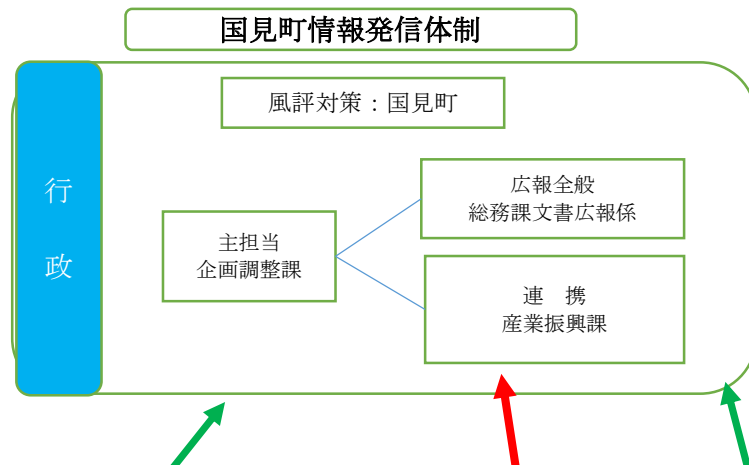 国見町情報発信体制
風評対策：国見町
行
政
主担当
企画調整課
広報全般
総務課文書広報係
連　携
産業振興課